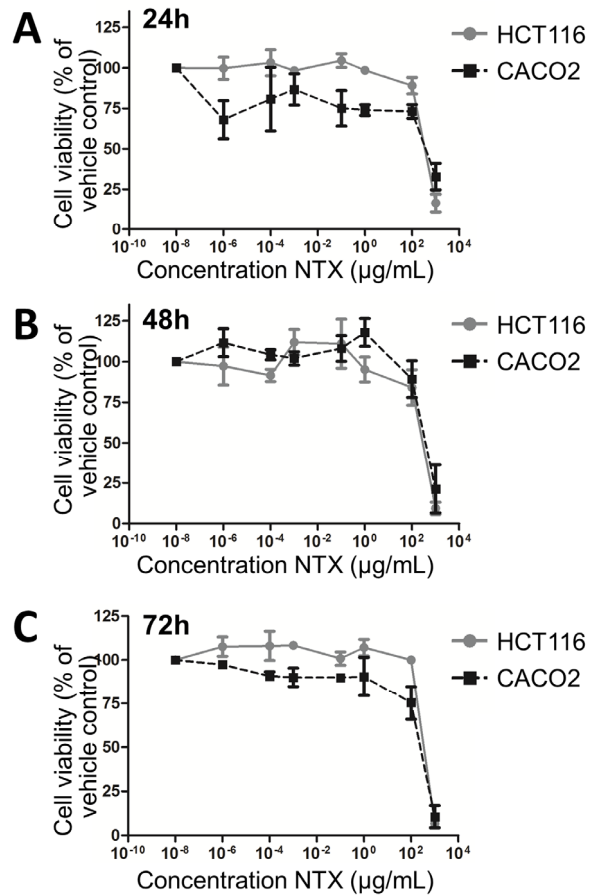 A
24h
HCT116
CACO2
Cell viability (% of
vehicle control)
125
100
75
50
25
0
10-10 10-8 10-6 10-4 10-2 100 102 104
Concentration NTX (µg/mL)
B
48h
HCT116
CACO2
Cell viability (% of
vehicle control)
125
100
75
50
25
0
10-10 10-8 10-6 10-4 10-2 100 102 104
Concentration NTX (µg/mL)
C
72h
HCT116
CACO2
Cell viability (% of
vehicle control)
125
100
75
50
25
0
10-10 10-8 10-6 10-4 10-2 100 102 104
Concentration NTX (µg/mL)